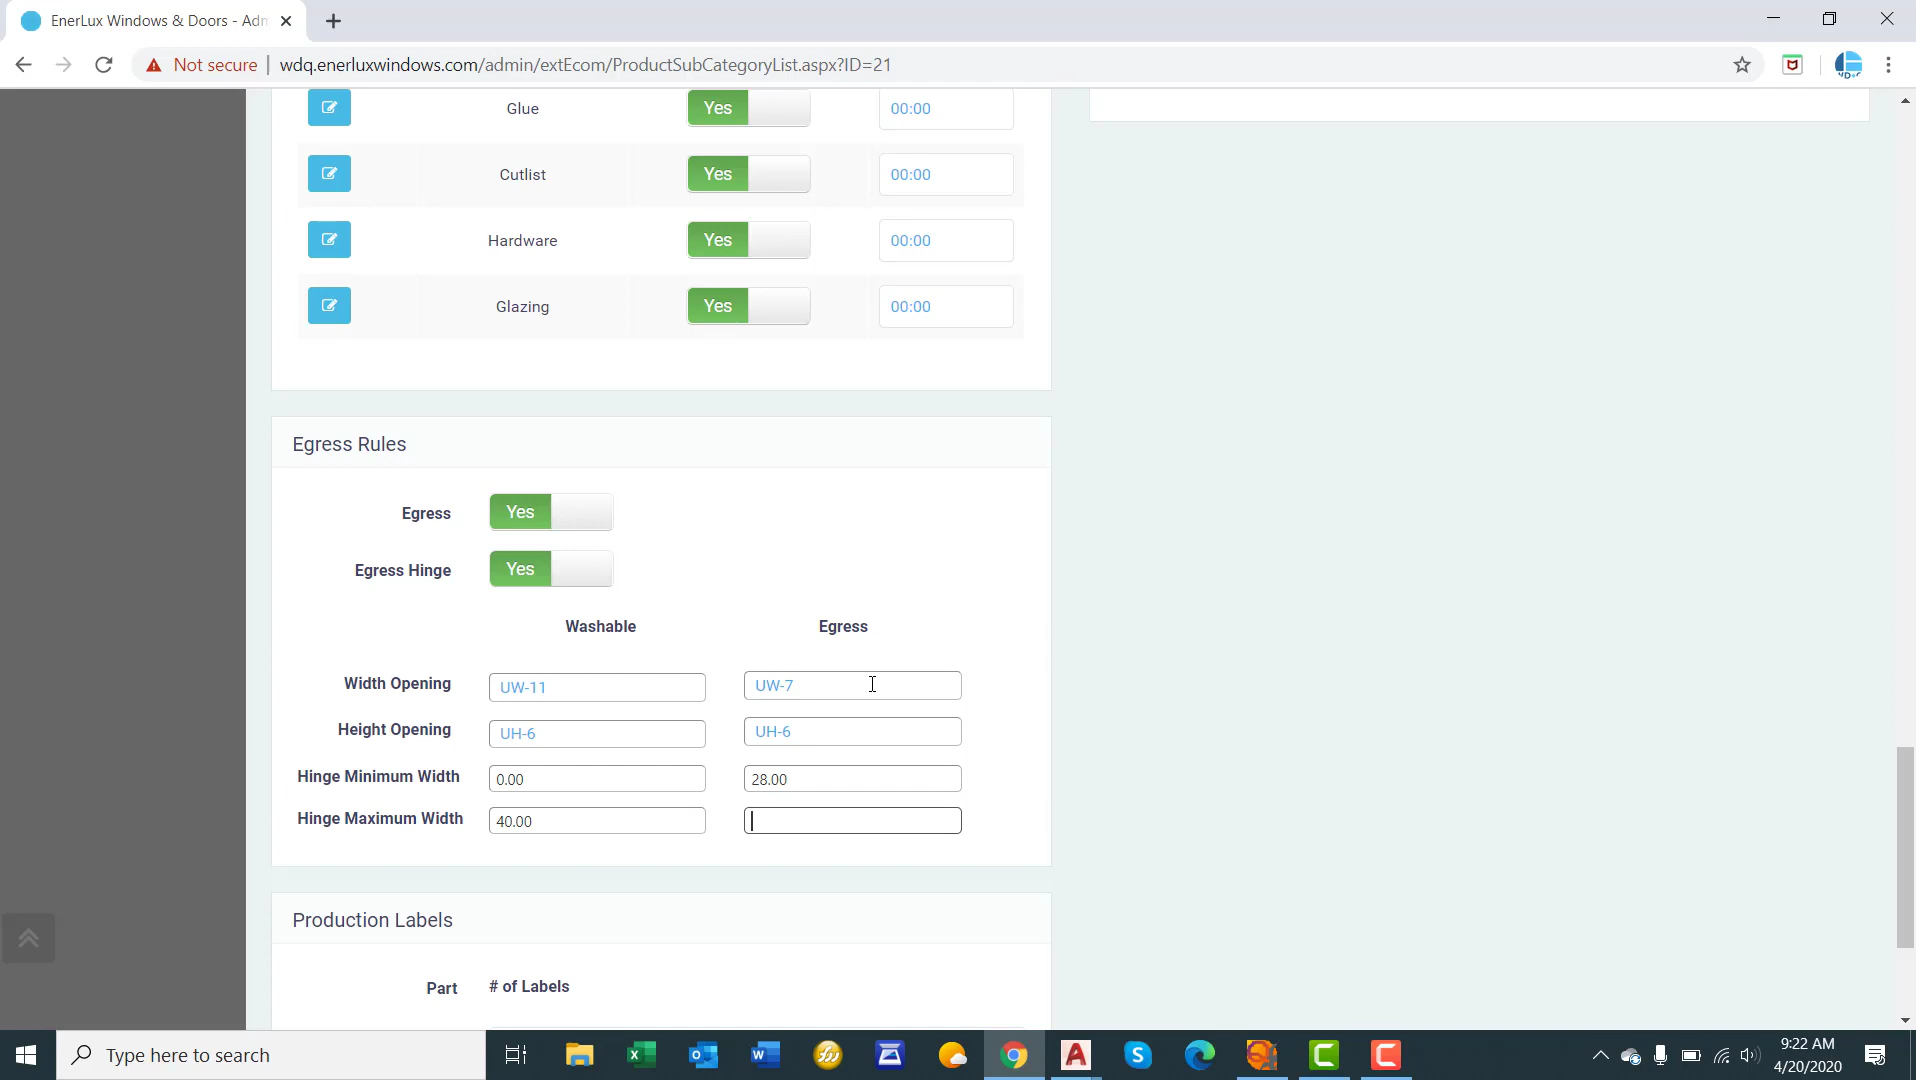 EnerLux Windows & Doors - Adm
Not secure
wdq.enerluxwindows.com/admin/extEcom/ProductSubCategoryList.aspx?ID=21
Glue Yes 00:00
Cutlist Yes 00:00
Hardware Yes 00:00
Glazing Yes 00:00
Egress Rules
Egress Yes
Egress Hinge Yes
Washable Egress
Width Opening UW-11 UW-7
Height Opening UH-6 UH-6
Hinge Minimum Width 0.00 28.00
Hinge Maximum Width 40.00
Production Labels
Part # of Labels
Type here to search
9:22 AM
4/20/2020